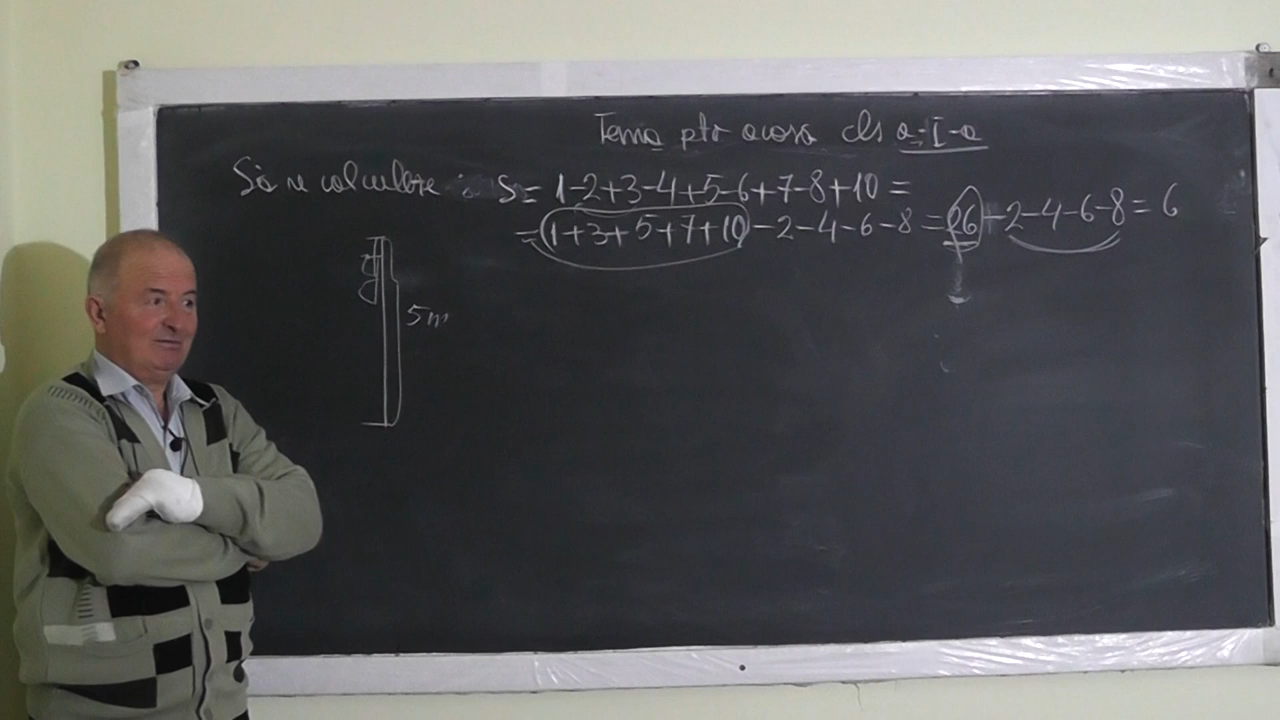 Tema ptr acasa cls a-I-a
Să se calculeze : S = 1-2+3-4+5-6+7-8+10 =
= (1+3+5+7+10) -2-4-6-8 = 26 -2-4-6-8 = 6
5m